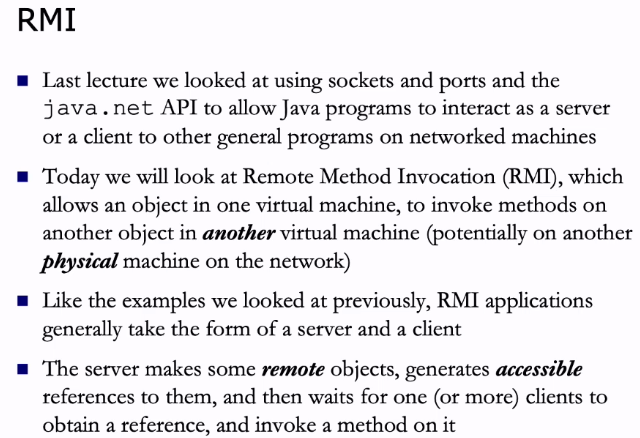 RMI
Last lecture we looked at using sockets and ports and the
java.net API to allow Java programs to interact as a server
or a client to other general programs on networked machines
Today we will look at Remote Method Invocation (RMI), which
allows an object in one virtual machine, to invoke methods on
another object in another virtual machine (potentially on another
physical machine on the network)
Like the examples we looked at previously, RMI applications
generally take the form of a server and a client
The server makes some remote objects, generates accessible
references to them, and then waits for one (or more) clients to
obtain a reference, and invoke a method on it